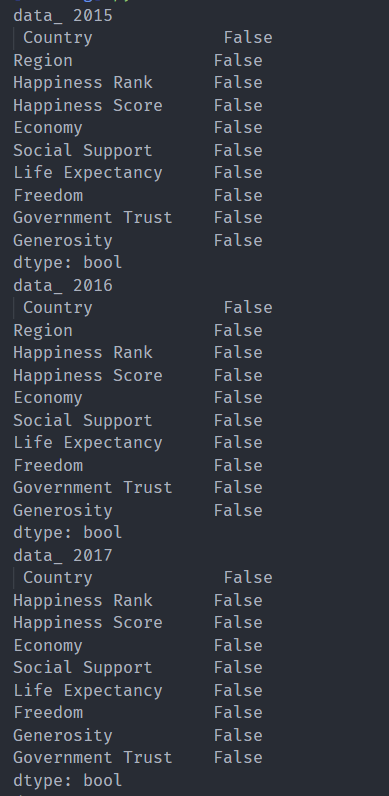 data_ 2015
Country False
Region False
Happiness Rank False
Happiness Score False
Economy False
Social Support False
Life Expectancy False
Freedom False
Government Trust False
Generosity False
dtype: bool
data_ 2016
Country False
Region False
Happiness Rank False
Happiness Score False
Economy False
Social Support False
Life Expectancy False
Freedom False
Government Trust False
Generosity False
dtype: bool
data_ 2017
Country False
Happiness Rank False
Happiness Score False
Economy False
Social Support False
Life Expectancy False
Freedom False
Generosity False
Government Trust False
dtype: bool